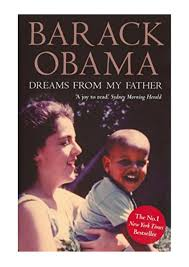 BARACK
OBAMA
DREAMS FROM MY FATHER
'A joy to read' Sydney Morning Herald
The No.1
New York Times
Bestseller